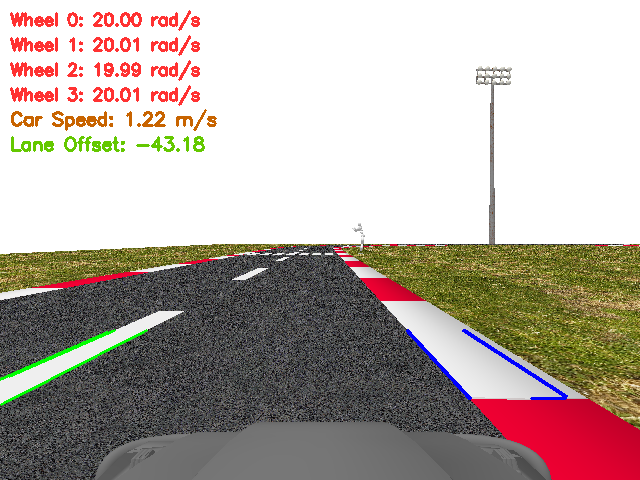 Wheel 0: 20.00 rad/s
Wheel 1: 20.01 rad/s
Wheel 2: 19.99 rad/s
Wheel 3: 20.01 rad/s
Car Speed: 1.22 m/s
Lane Offset: -43.18